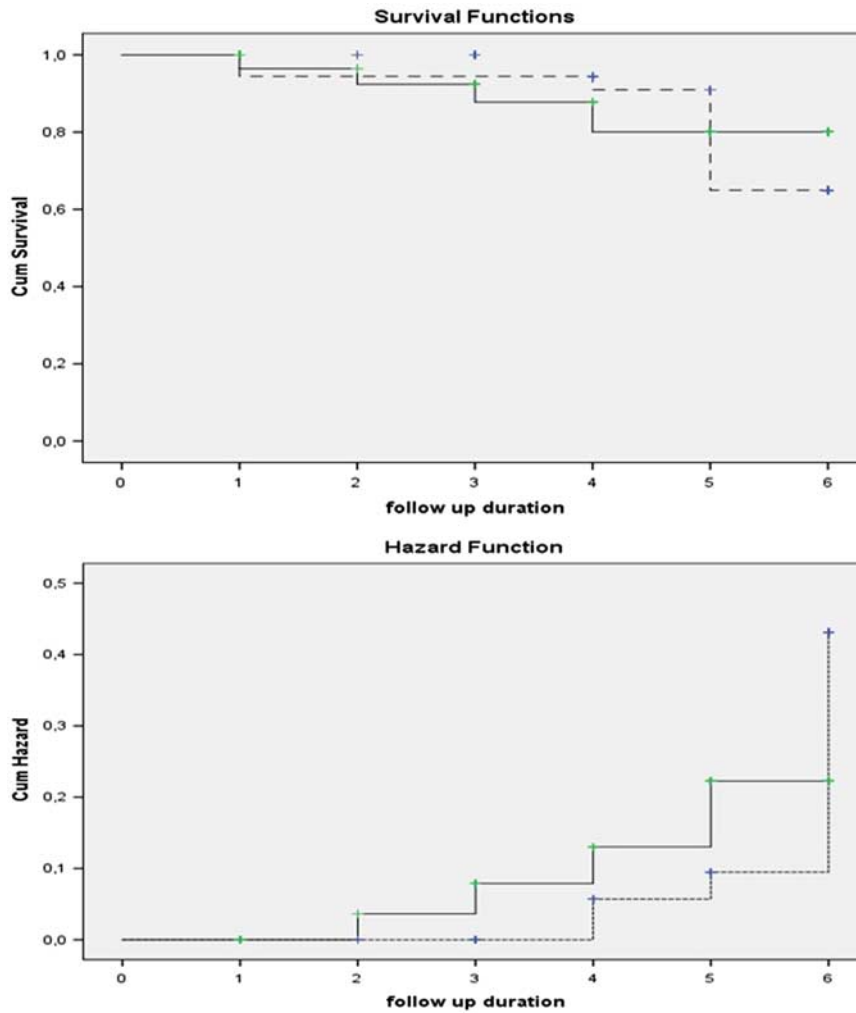 Survival Functions
1,0
0,8
0,6
0,4
0,2
0,0
Cum Survival
0 1 2 3 4 5 6
follow up duration
Hazard Function
0,5
0,4
0,3
0,2
0,1
0,0
Cum Hazard
0 1 2 3 4 5 6
follow up duration